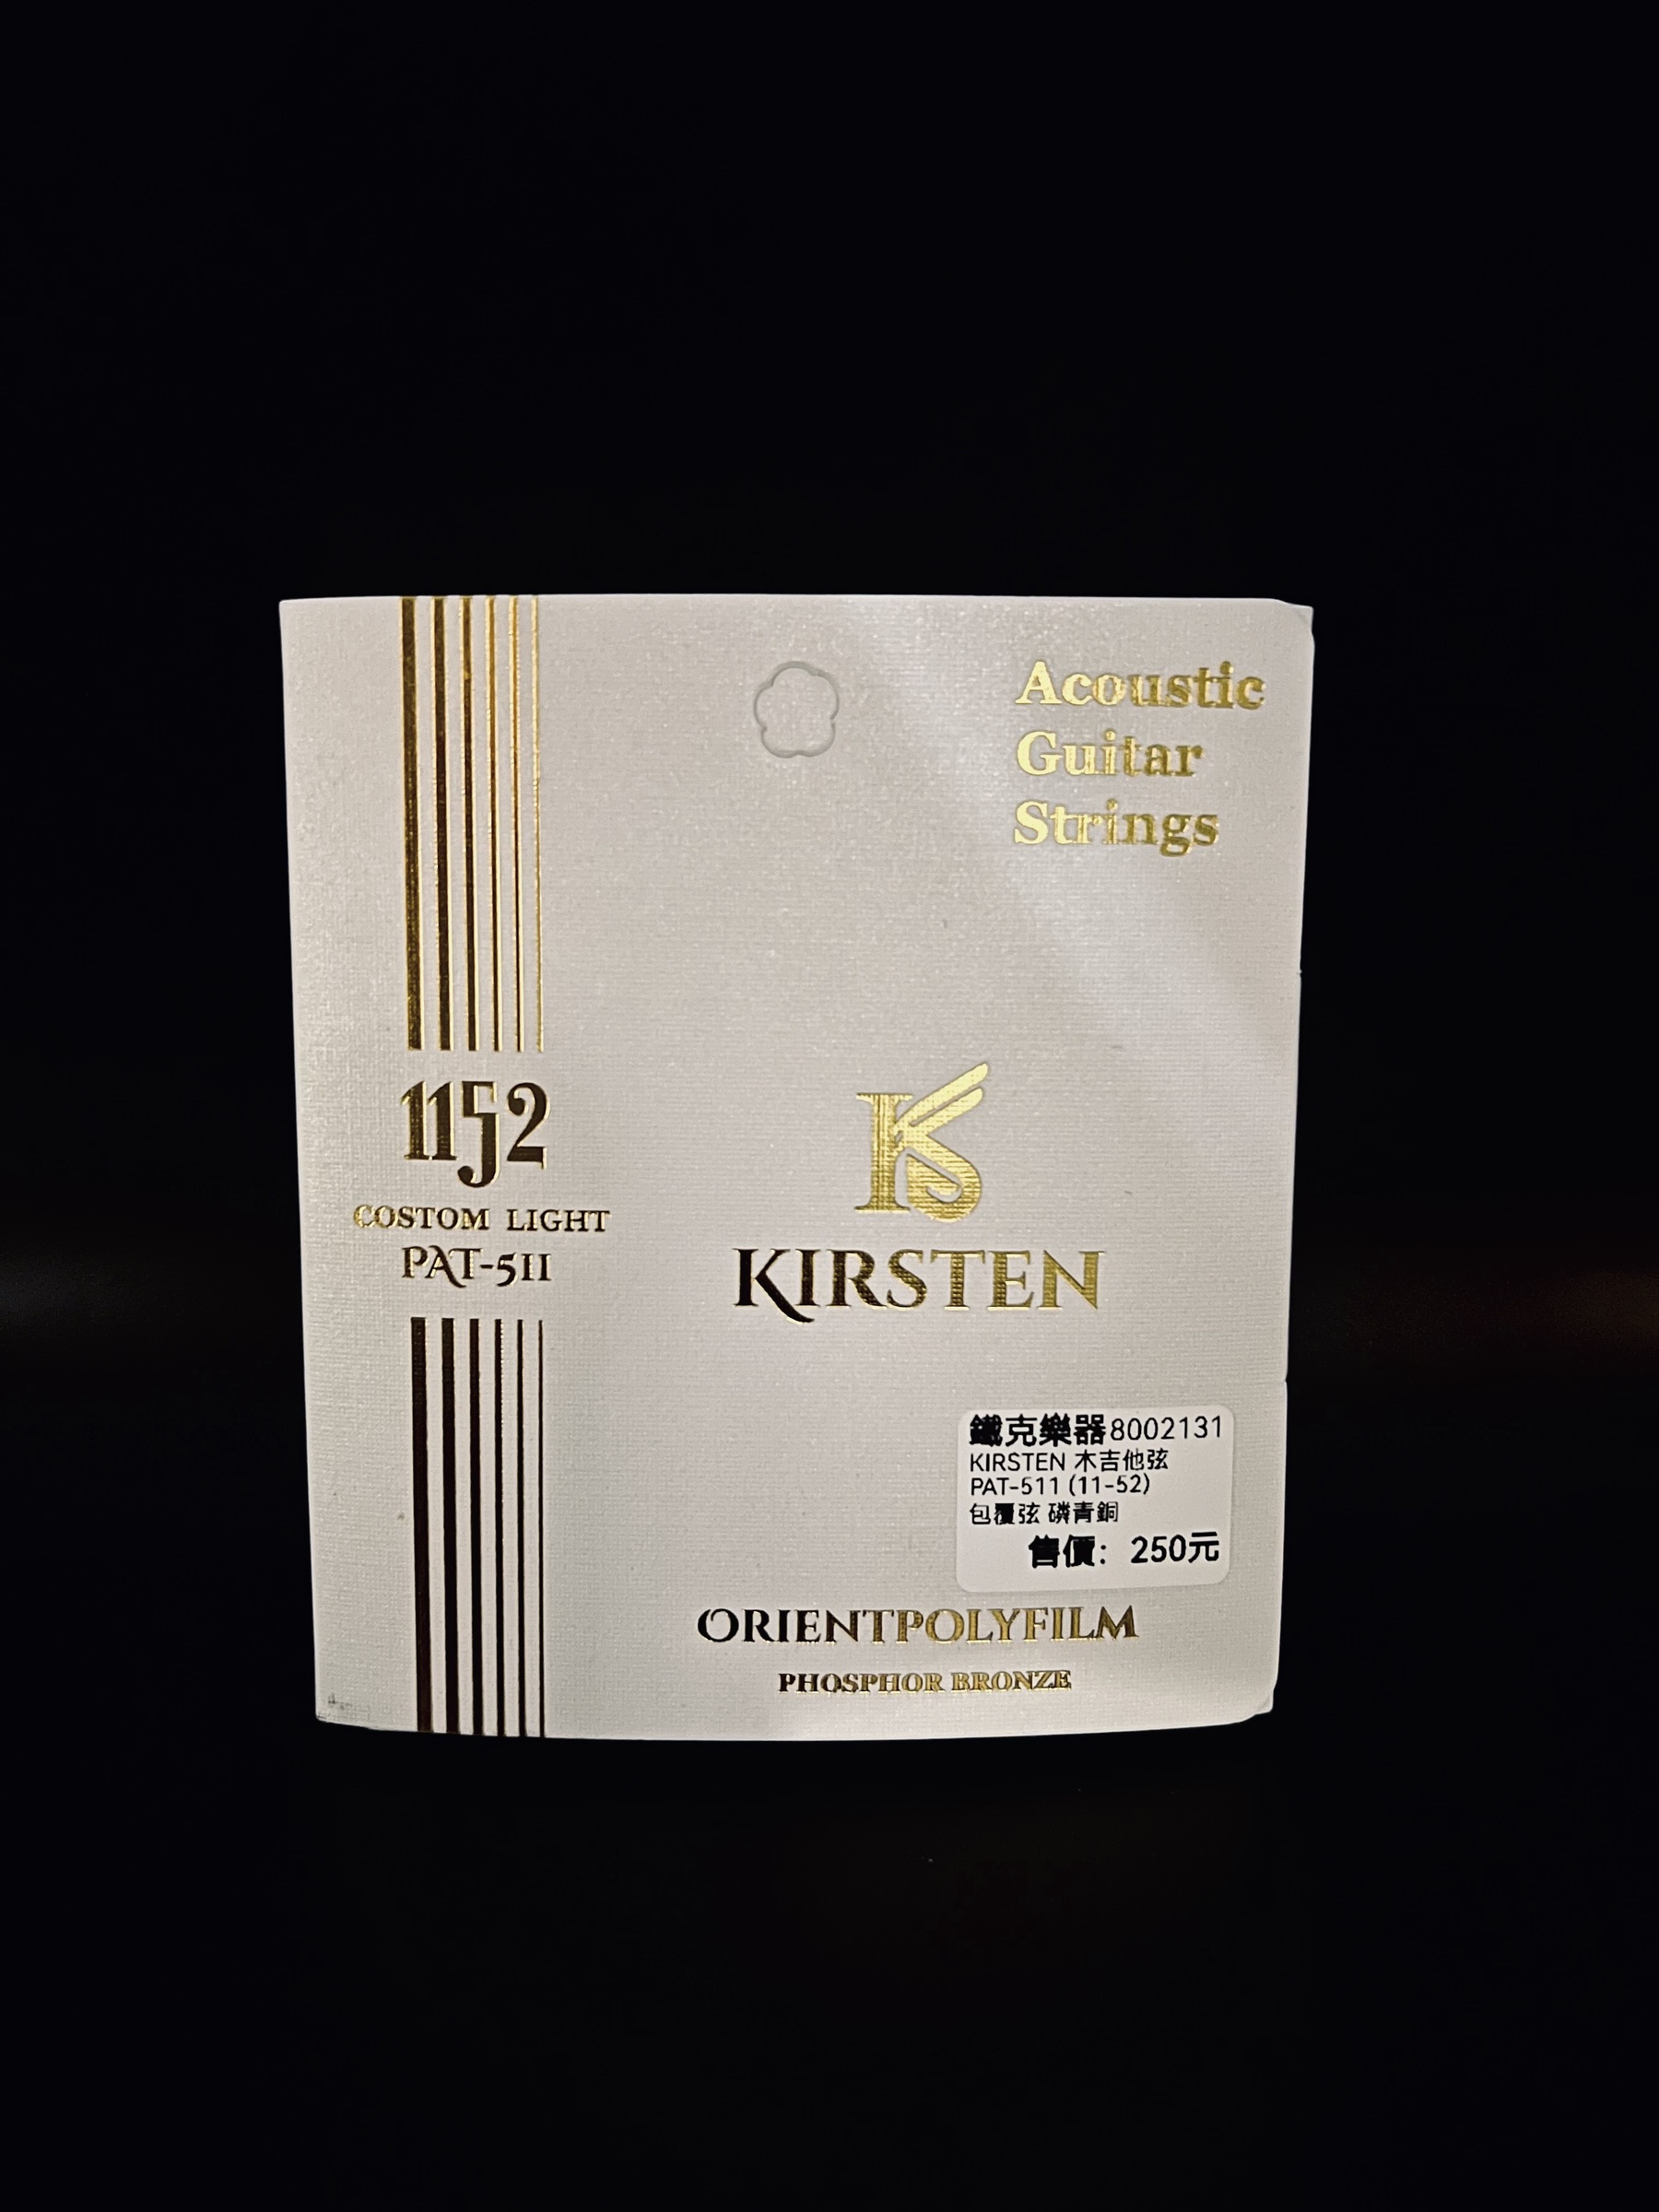 Acoustic
Guitar
Strings
1152
COSTOM LIGHT
PAT-511
KS
KIRSTEN
鐵克樂器8002131
KIRSTEN 木吉他弦
PAT-511 (11-52)
包覆弦 磷青銅
售價: 250元
ORIENTPOLYFILM
PHOSPHOR BRONZE